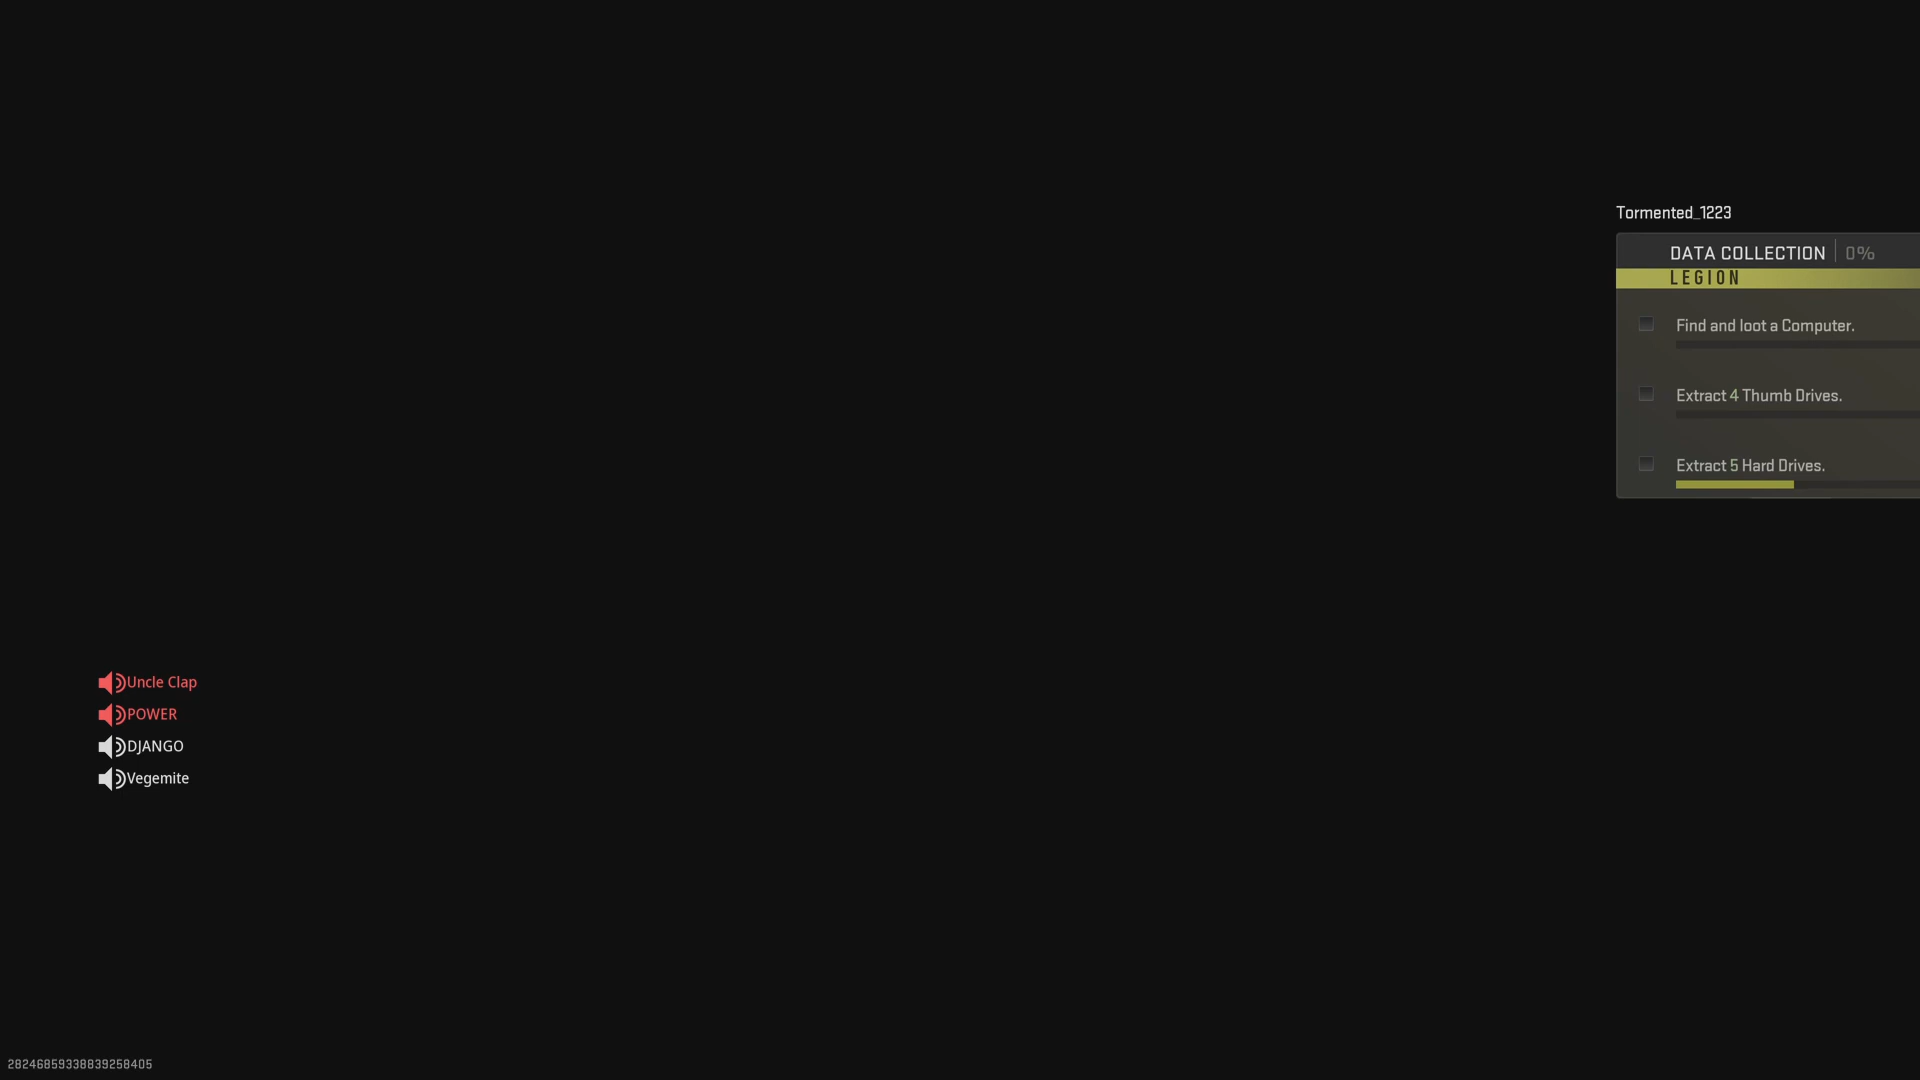 Tormented_1223
DATA COLLECTION 0%
LEGION
Find and loot a Computer.
Extract 4 Thumb Drives.
Extract 5 Hard Drives.
Uncle Clap
POWER
DJANGO
Vegemite
28246859338839258405